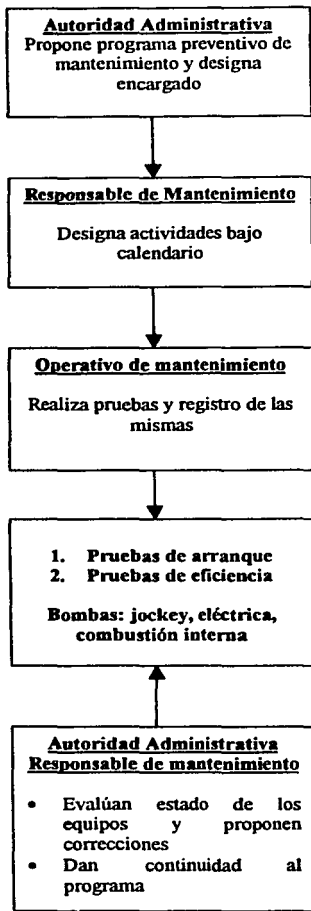 Autoridad Administrativa
Propone programa preventivo de
mantenimiento y designa
encargado
Responsable de Mantenimiento
Designa actividades bajo
calendario
Operativo de mantenimiento
Realiza pruebas y registro de las
mismas
1. Pruebas de arranque
2. Pruebas de eficiencia
Bombas: jockey, eléctrica,
combustión interna
Autoridad Administrativa
Responsable de mantenimiento
• Evalúan estado de los
equipos y proponen
correcciones
• Dan continuidad al
programa